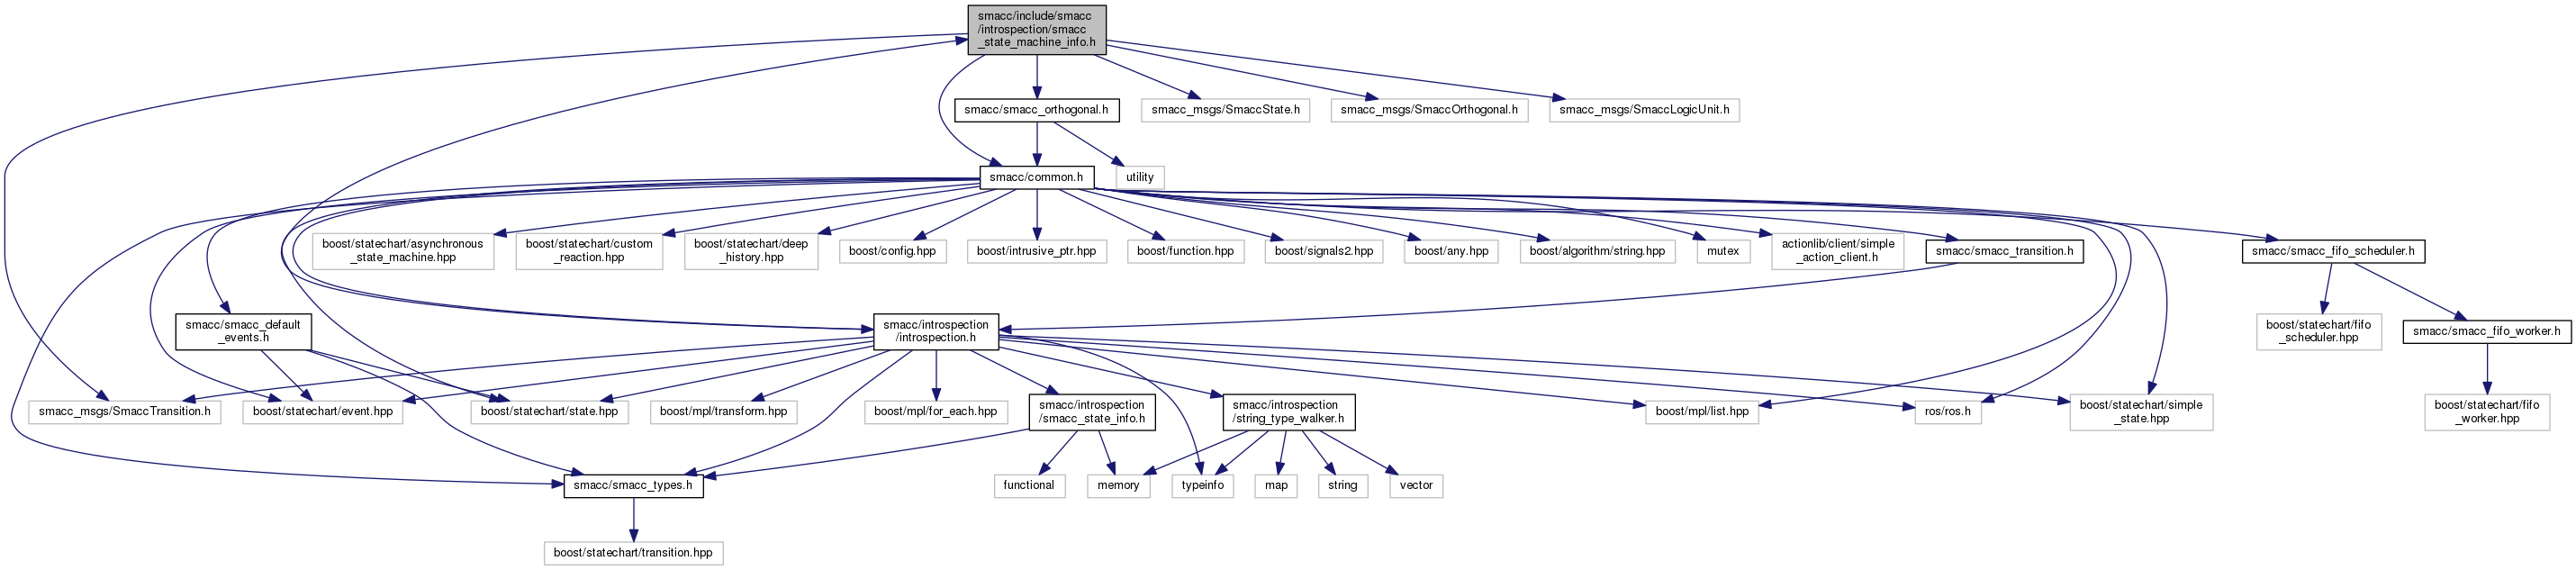 smacc/include/smacc
/introspection/smacc
_state_machine_info.h
smacc/smacc_orthogonal.h
smacc_msgs/SmaccState.h
smacc_msgs/SmaccOrthogonal.h
smacc_msgs/SmaccLogicUnit.h
smacc/common.h
utility
boost/statechart/asynchronous
_state_machine.hpp
boost/statechart/custom
_reaction.hpp
boost/statechart/deep
_history.hpp
boost/config.hpp
boost/intrusive_ptr.hpp
boost/function.hpp
boost/signals2.hpp
boost/any.hpp
boost/algorithm/string.hpp
mutex
actionlib/client/simple
_action_client.h
smacc/smacc_transition.h
smacc/smacc_fifo_scheduler.h
smacc/smacc_default
_events.h
smacc/introspection
/introspection.h
boost/statechart/fifo
_scheduler.hpp
smacc/smacc_fifo_worker.h
smacc_msgs/SmaccTransition.h
boost/statechart/event.hpp
boost/statechart/state.hpp
boost/mpl/transform.hpp
boost/mpl/for_each.hpp
smacc/introspection
/smacc_state_info.h
smacc/introspection
/string_type_walker.h
boost/mpl/list.hpp
ros/ros.h
boost/statechart/simple
_state.hpp
boost/statechart/fifo
_worker.hpp
smacc/smacc_types.h
functional
memory
typeinfo
map
string
vector
boost/statechart/transition.hpp